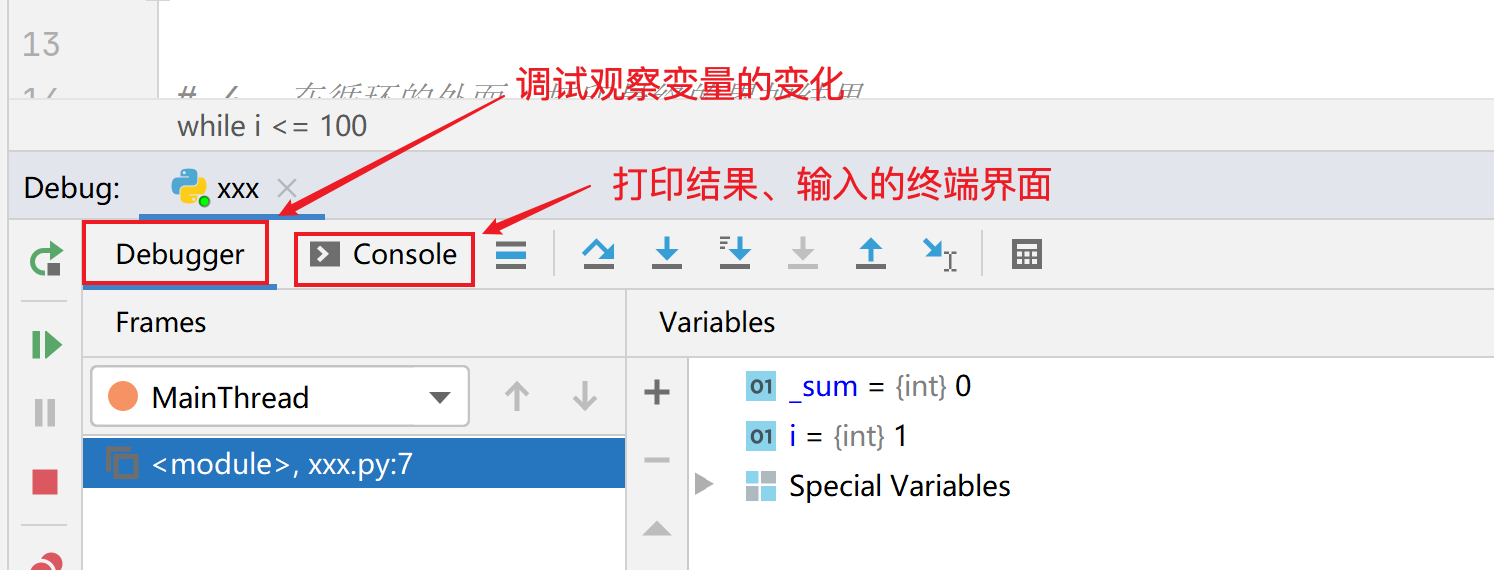 13
14
# 6. 在循环的外面
调试观察变量的变化
while i <= 100
打印结果、输入的终端界面
Debug: xxx
Debugger Console
Frames Variables
MainThread
01 _sum = {int} 0
01 i = {int} 1
<module>, xxx.py:7
Special Variables